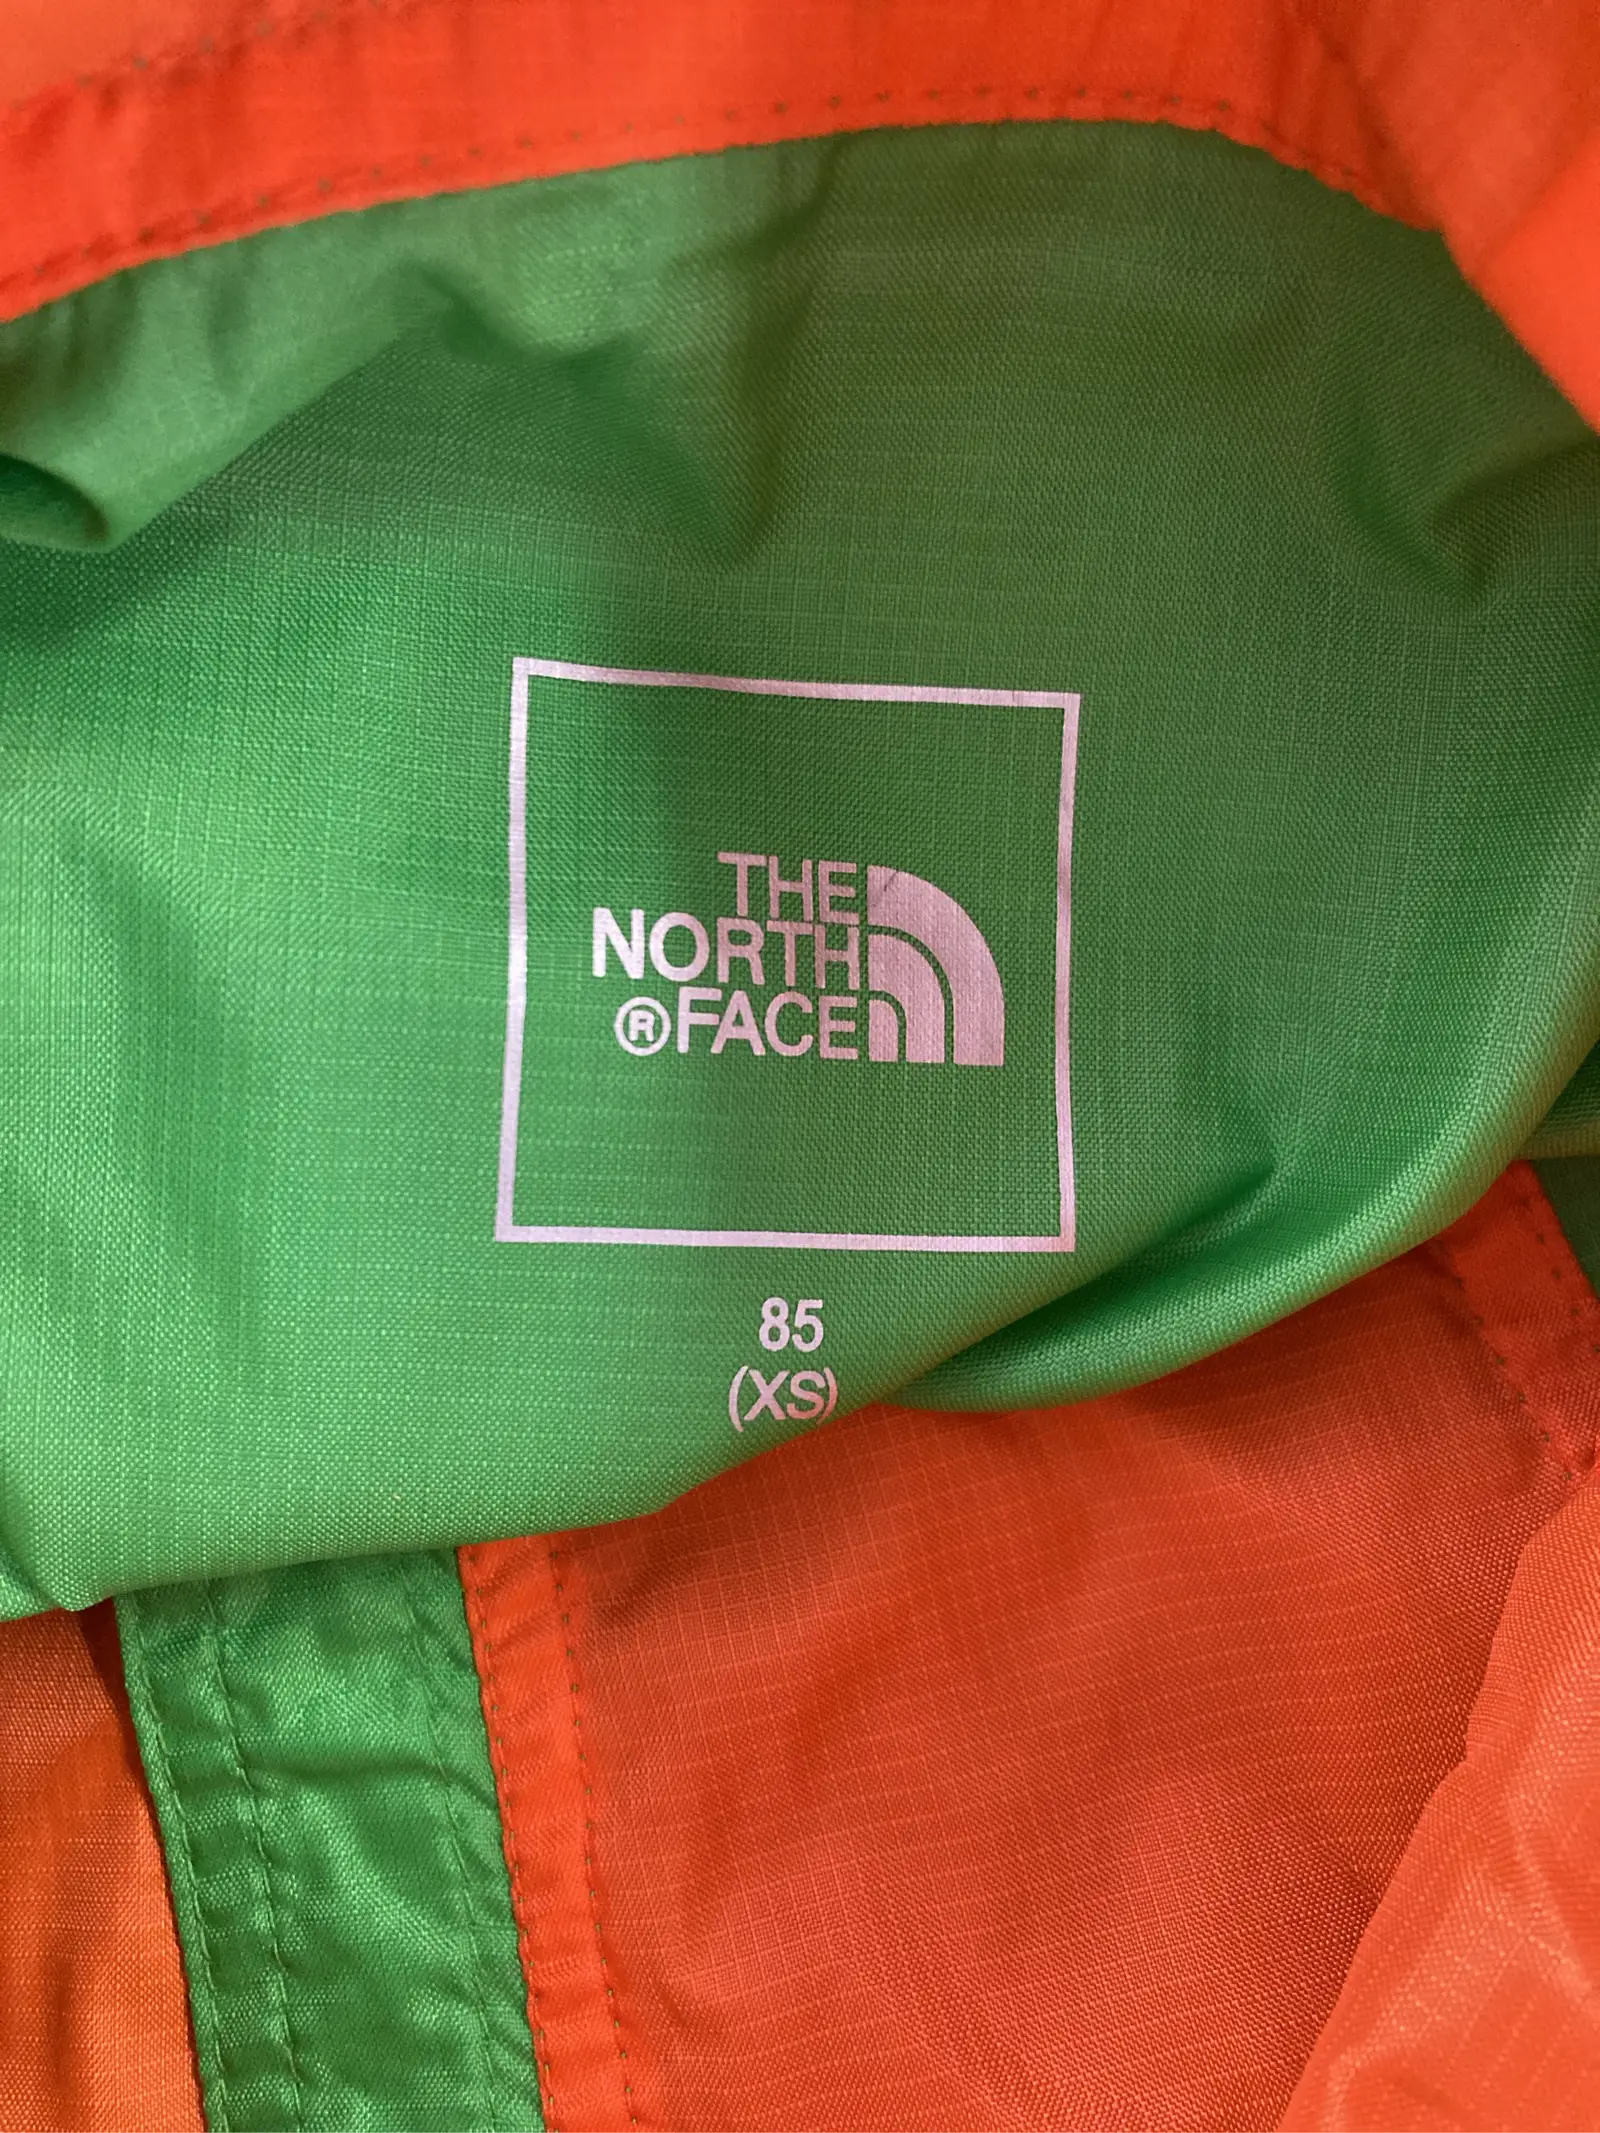 THE
NORTH
®FACE
85
(XS)